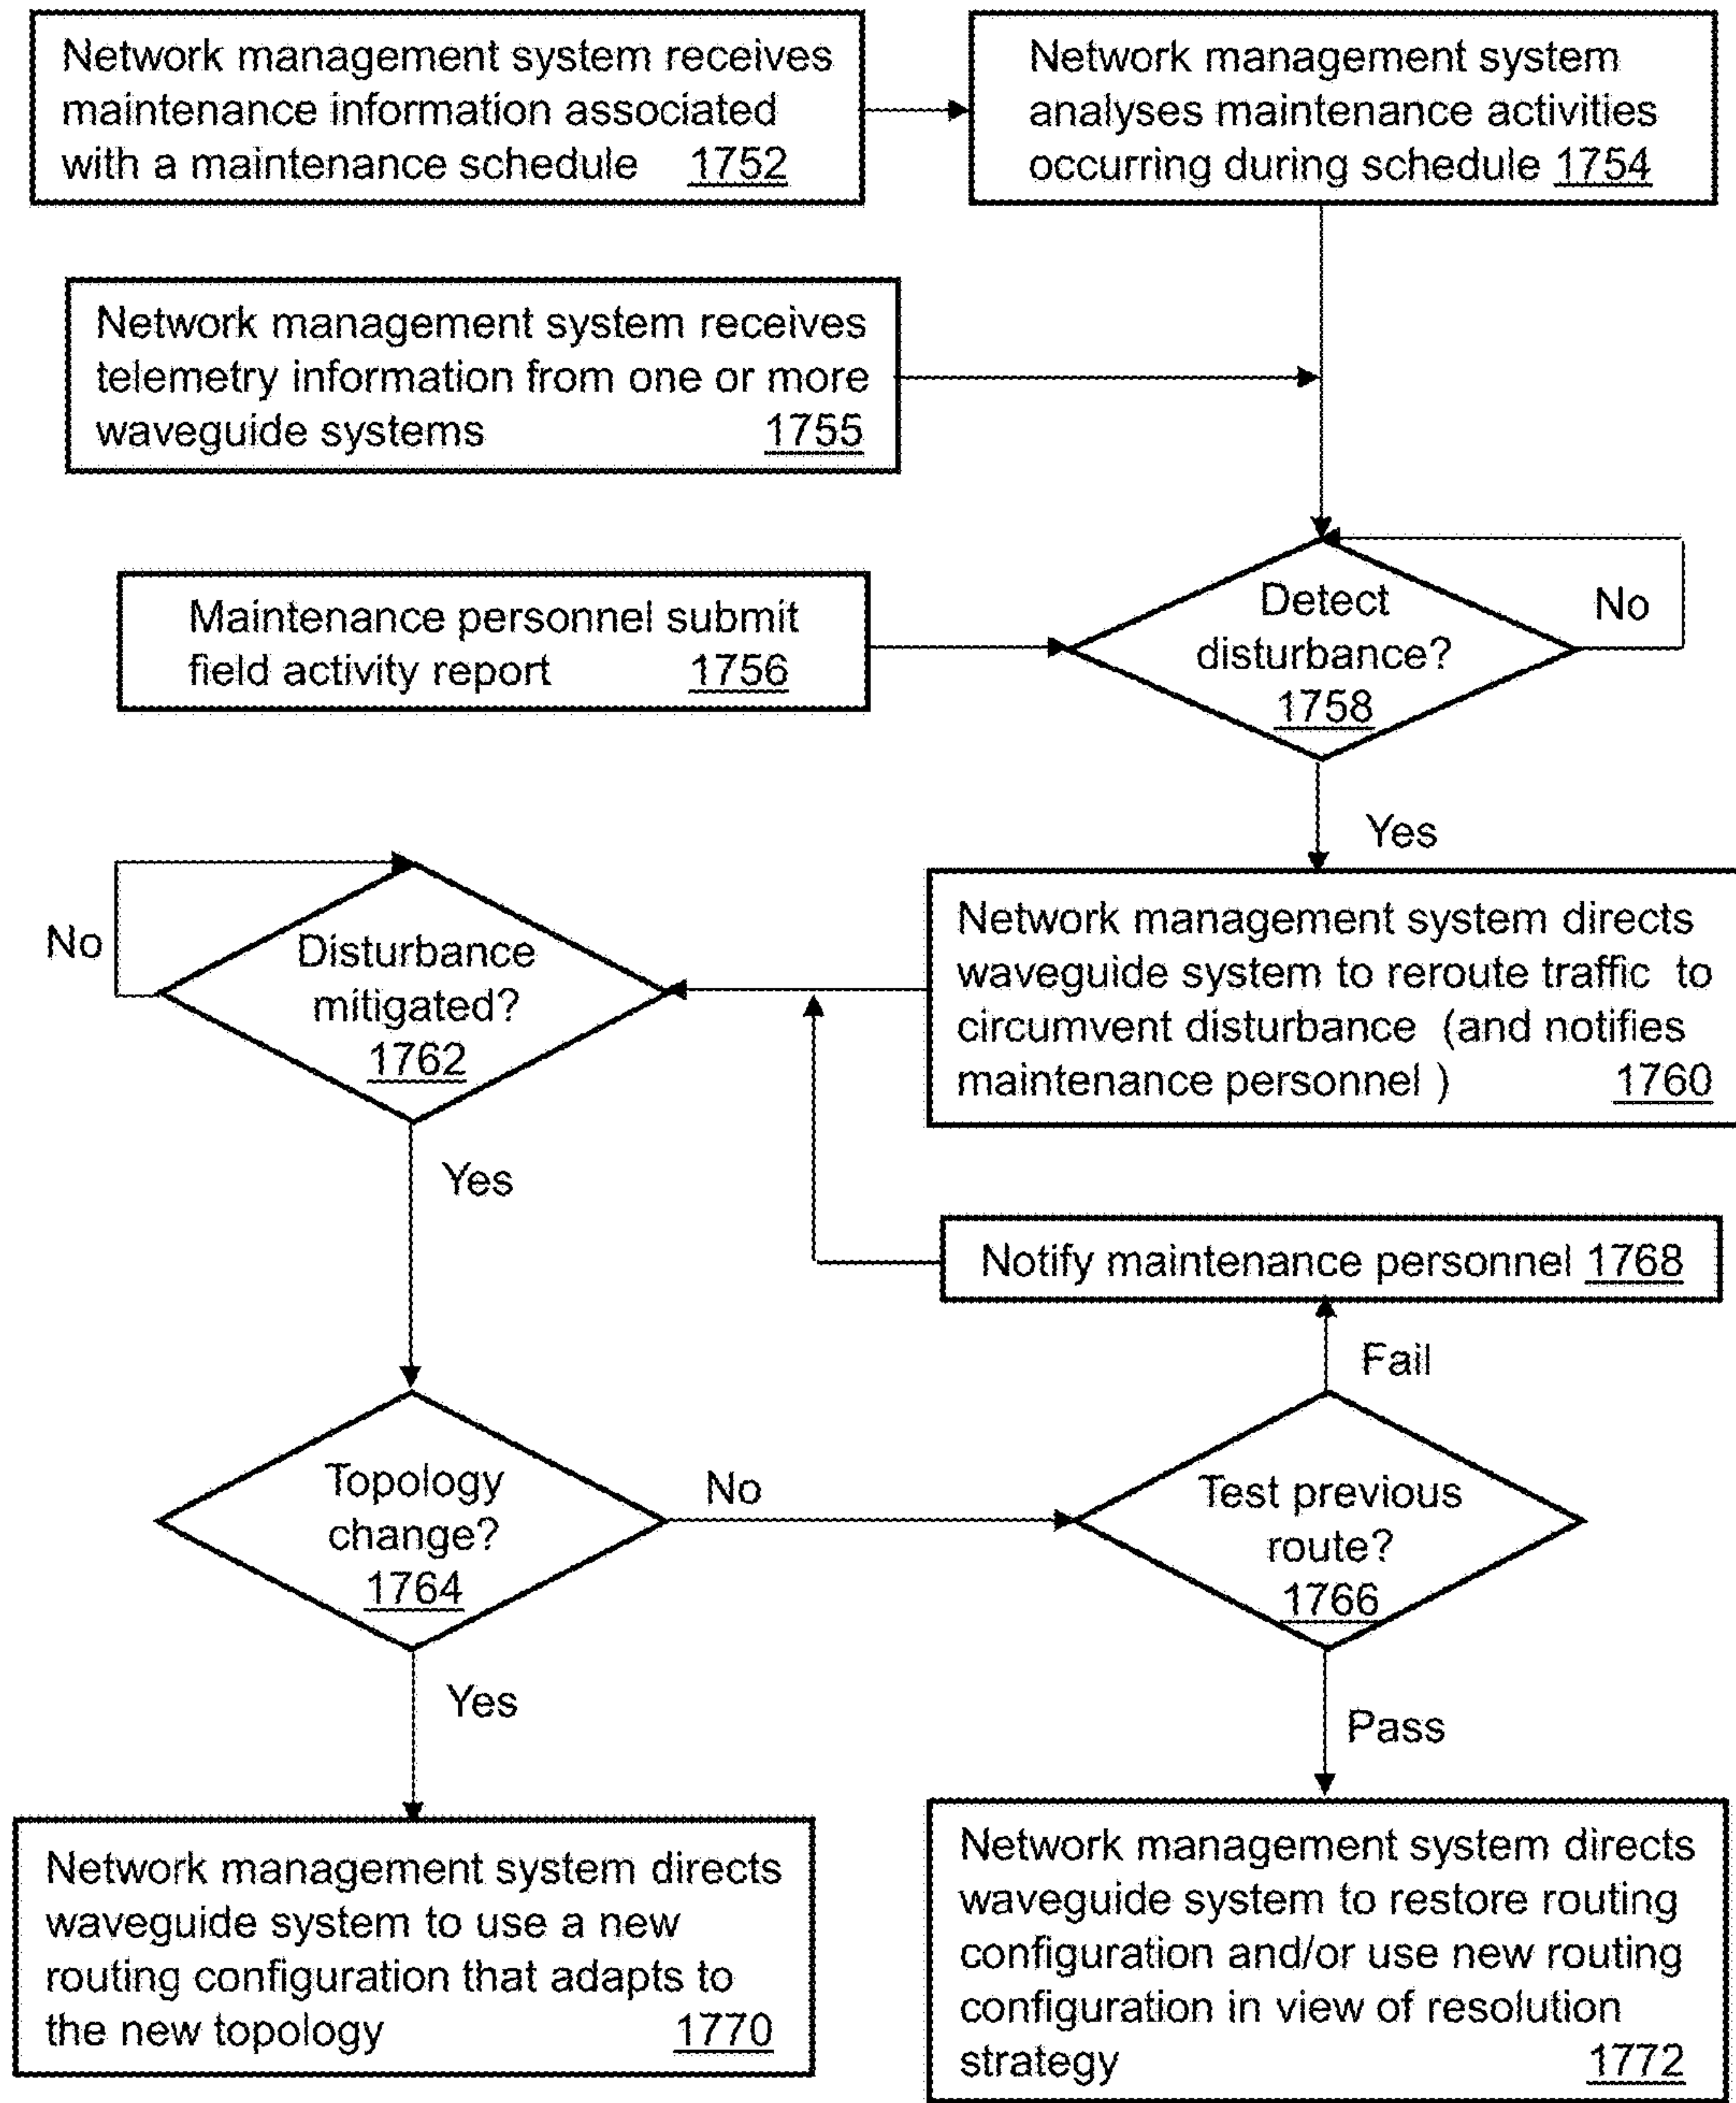 Network management system receives
maintenance information associated
with a maintenance schedule 1752
Network management system
analyses maintenance activities
occurring during schedule 1754
Network management system receives
telemetry information from one or more
waveguide systems 1755
Maintenance personnel submit
field activity report 1756
Detect
disturbance?
1758
No
Yes
Network management system directs
waveguide system to reroute traffic to
circumvent disturbance (and notifies
maintenance personnel ) 1760
No
Disturbance
mitigated?
1762
Yes
Notify maintenance personnel 1768
Fail
Topology
change?
1764
No
Test previous
route?
1766
Yes
Pass
Network management system directs
waveguide system to use a new
routing configuration that adapts to
the new topology 1770
Network management system directs
waveguide system to restore routing
configuration and/or use new routing
configuration in view of resolution
strategy 1772